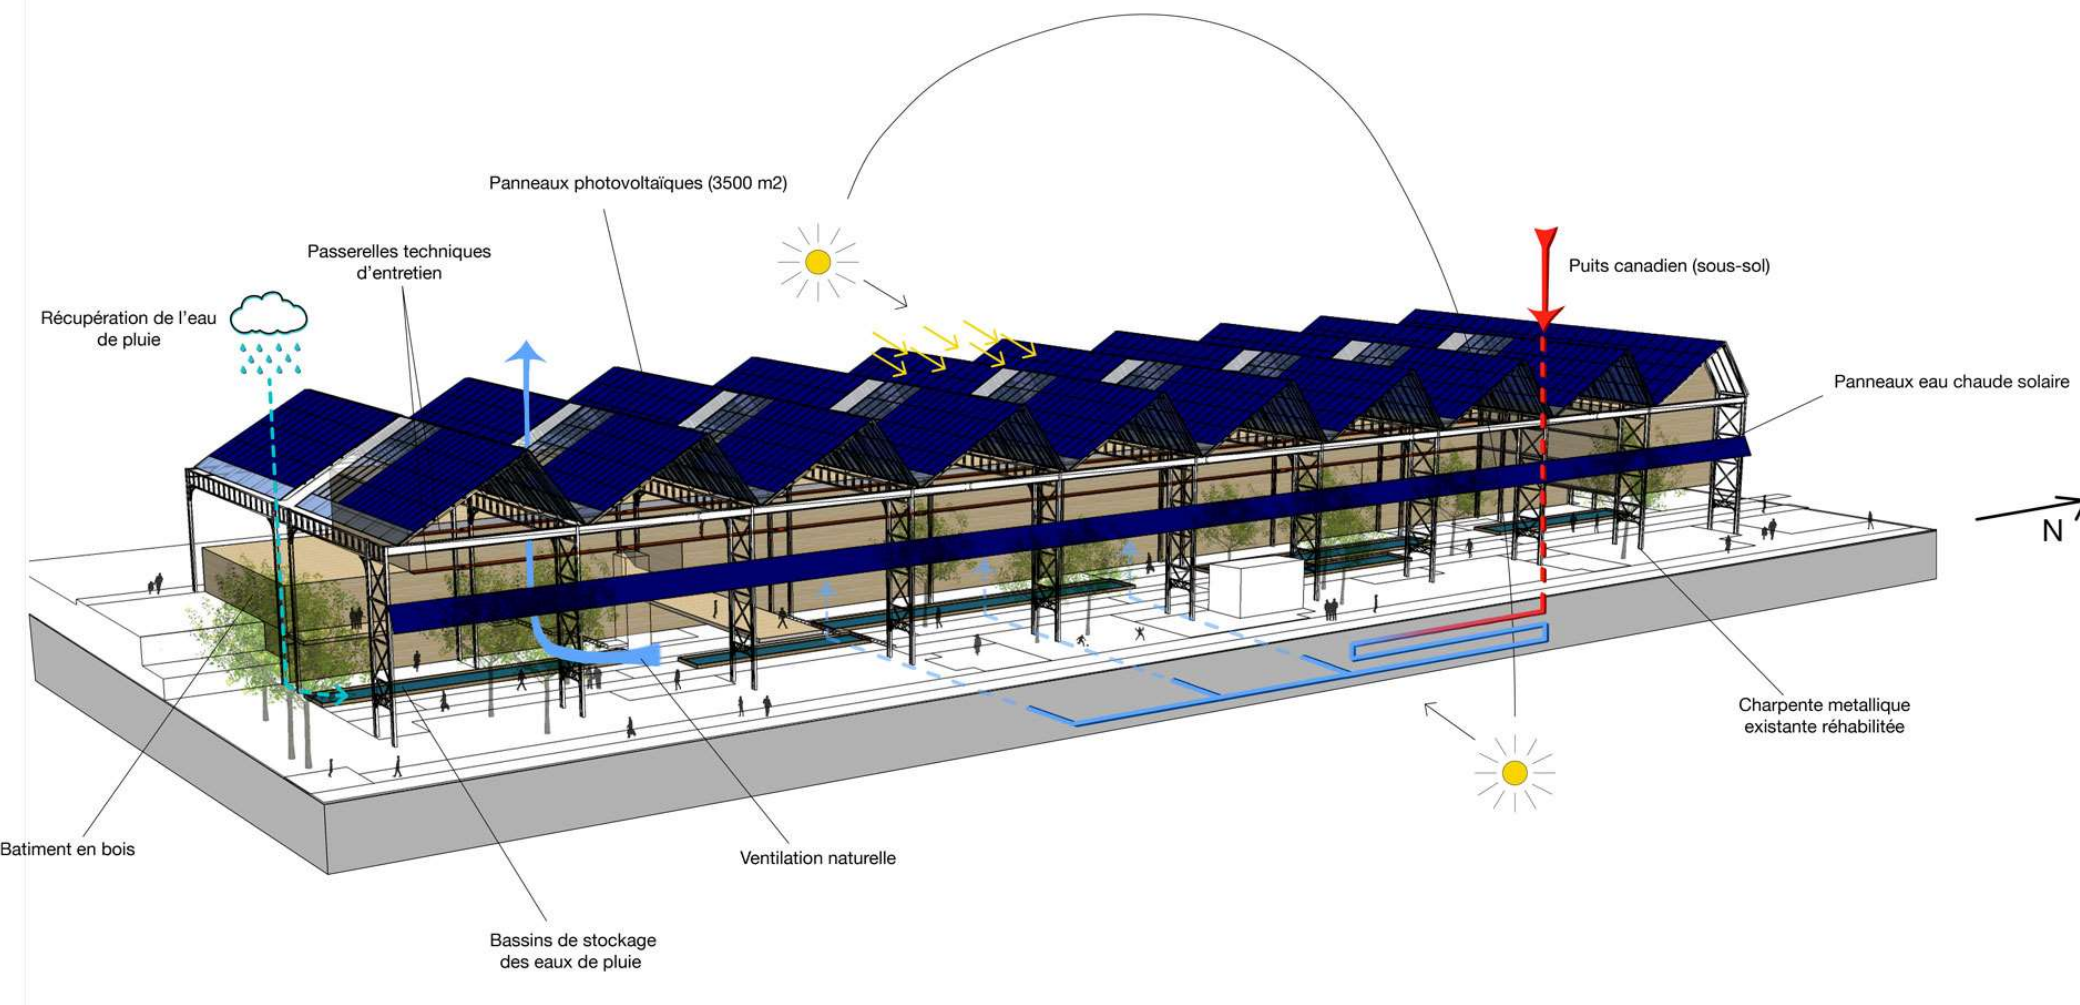 Panneaux photovoltaïques (3500 m2)
Passerelles techniques
d'entretien
Puits canadien (sous-sol)
Récupération de l'eau
de pluie
Panneaux eau chaude solaire
N
Charpente metallique
existante réhabilitée
Batiment en bois
Ventilation naturelle
Bassins de stockage
des eaux de pluie